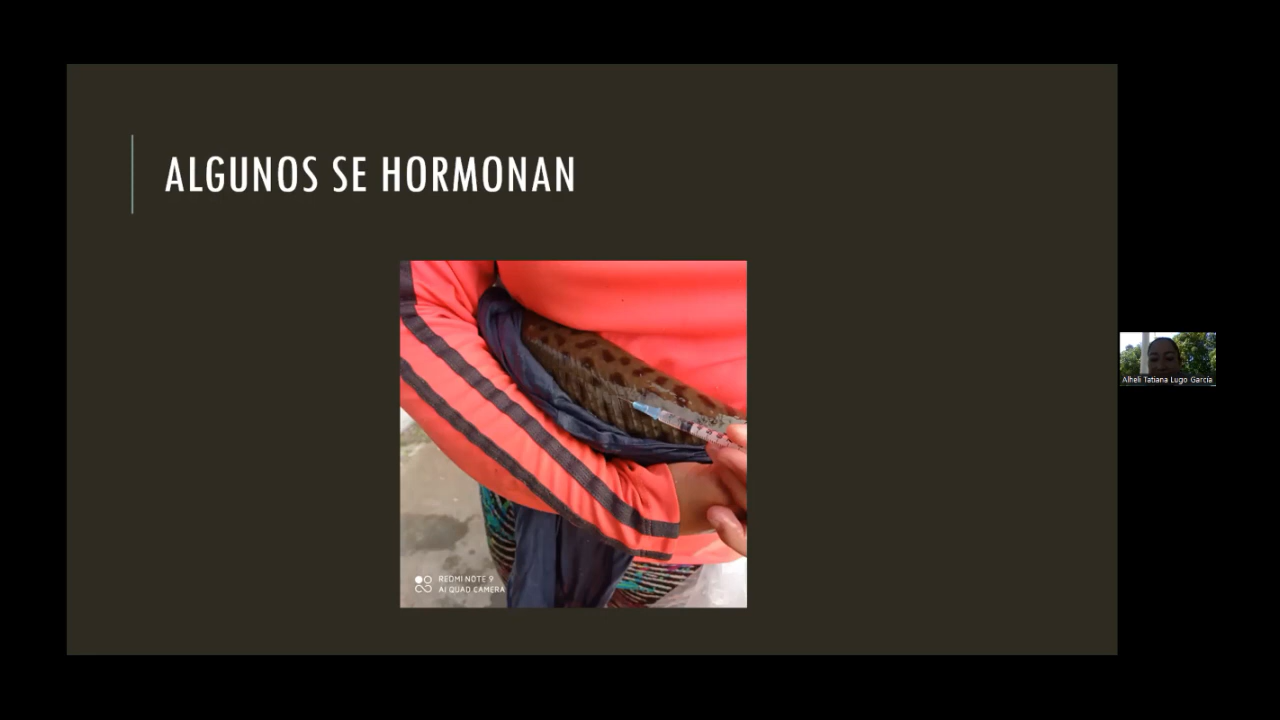 ALGUNOS SE HORMONAN
REDMI NOTE 9
AI QUAD CAMERA
Alheli Tatiana Lugo García